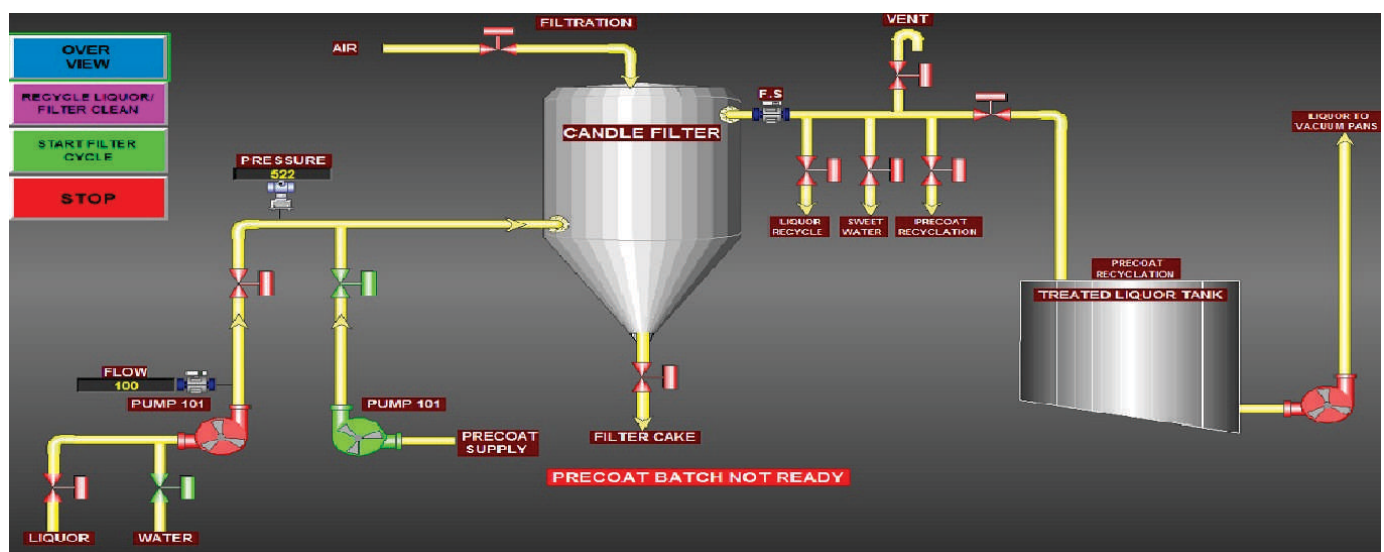 FILTRATION
VENT
AIR
OVER
VIEW
RECYCLE LIQUOR/
FILTER CLEAN
START FILTER
CYCLE
STOP
F.S
CANDLE FILTER
LIQUOR TO
VACUUM PANS
PRESSURE
522
LIQUOR
RECYCLE
SWEET
WATER
PRECOAT
RECYCLATION
PRECOAT
RECYCLATION
TREATED LIQUOR TANK
FLOW
100
PUMP 101
PUMP 101
PRECOAT
SUPPLY
FILTER CAKE
PRECOAT BATCH NOT READY
LIQUOR
WATER